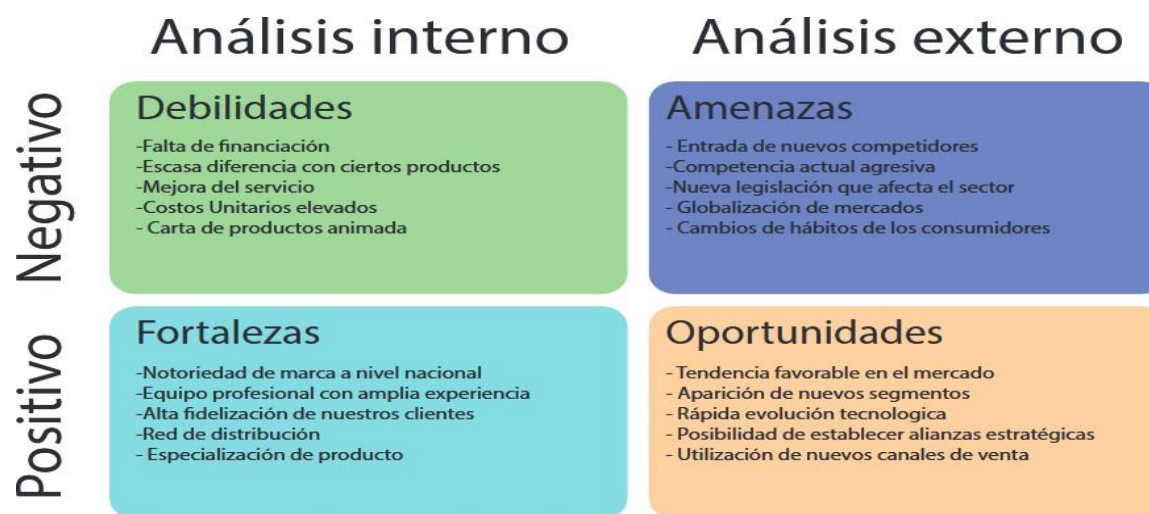 Análisis interno
Análisis externo
Negativo
Debilidades
-Falta de financiación
-Escasa diferencia con ciertos productos
-Mejora del servicio
-Costos Unitarios elevados
- Carta de productos animada
Amenazas
- Entrada de nuevos competidores
-Competencia actual agresiva
-Nueva legislación que afecta el sector
- Globalización de mercados
- Cambios de hábitos de los consumidores
Positivo
Fortalezas
-Notoriedad de marca a nivel nacional
-Equipo profesional con amplia experiencia
-Alta fidelización de nuestros clientes
-Red de distribución
- Especialización de producto
Oportunidades
- Tendencia favorable en el mercado
- Aparición de nuevos segmentos
- Rápida evolución tecnologica
- Posibilidad de establecer alianzas estratégicas
- Utilización de nuevos canales de venta